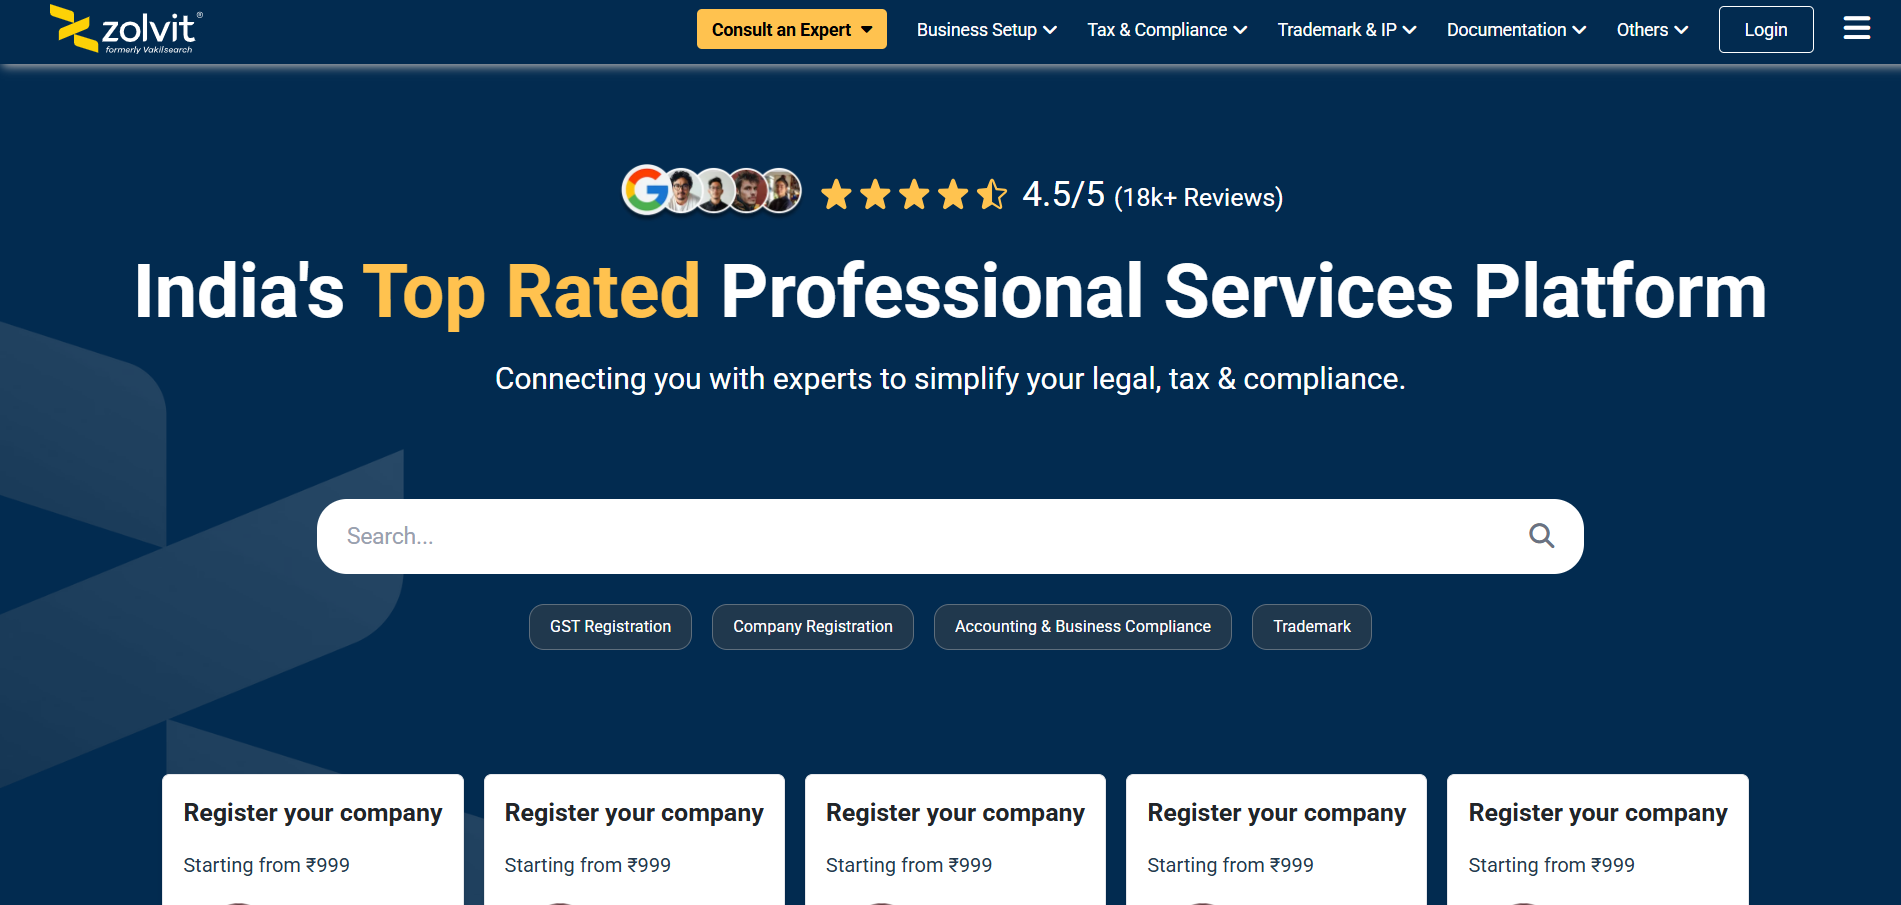 zolvit®
formerly Vakilsearch
Consult an Expert
Business Setup
Tax & Compliance
Trademark & IP
Documentation
Others
Login
4.5/5 (18k+ Reviews)
India's Top Rated Professional Services Platform
Connecting you with experts to simplify your legal, tax & compliance.
Search...
GST Registration
Company Registration
Accounting & Business Compliance
Trademark
Register your company
Starting from ₹999
Register your company
Starting from ₹999
Register your company
Starting from ₹999
Register your company
Starting from ₹999
Register your company
Starting from ₹999